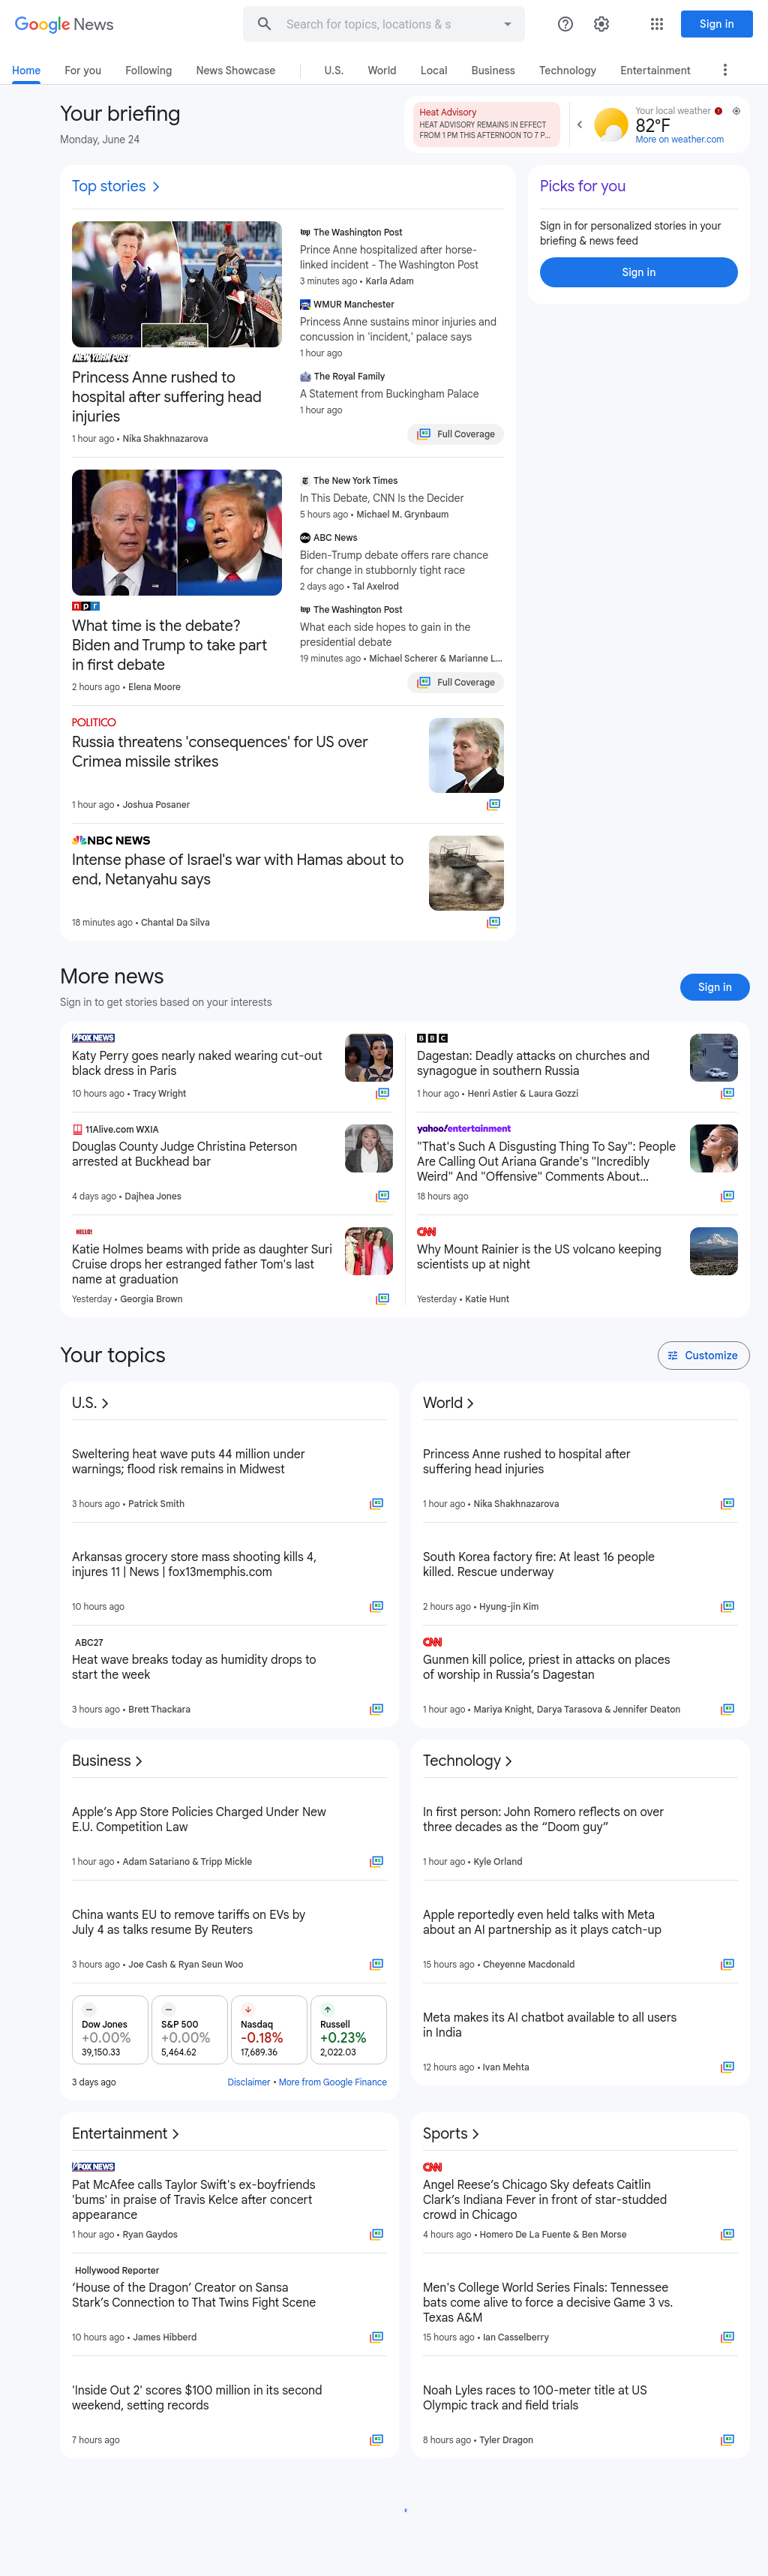 Google News
Search for topics, locations & s
Sign in
Home
For you
Following
News Showcase
U.S.
World
Local
Business
Technology
Entertainment
Your briefing
Monday, June 24
Heat Advisory
HEAT ADVISORY REMAINS IN EFFECT
FROM 1 PM THIS AFTERNOON TO 7 P...
Your local weather
82°F
More on weather.com
Top stories
NEW YORK POST
Princess Anne rushed to
hospital after suffering head
injuries
1 hour ago • Nika Shakhnazarova
wp The Washington Post
Prince Anne hospitalized after horse-
linked incident - The Washington Post
3 minutes ago • Karla Adam
WMUR Manchester
Princess Anne sustains minor injuries and
concussion in 'incident,' palace says
1 hour ago
The Royal Family
A Statement from Buckingham Palace
1 hour ago
Full Coverage
Picks for you
Sign in for personalized stories in your
briefing & news feed
Sign in
npr
What time is the debate?
Biden and Trump to take part
in first debate
2 hours ago • Elena Moore
The New York Times
In This Debate, CNN Is the Decider
5 hours ago • Michael M. Grynbaum
abc ABC News
Biden-Trump debate offers rare chance
for change in stubbornly tight race
2 days ago • Tal Axelrod
wp The Washington Post
What each side hopes to gain in the
presidential debate
19 minutes ago • Michael Scherer & Marianne L...
Full Coverage
POLITICO
Russia threatens 'consequences' for US over
Crimea missile strikes
1 hour ago • Joshua Posaner
NBC NEWS
Intense phase of Israel's war with Hamas about to
end, Netanyahu says
18 minutes ago • Chantal Da Silva
More news
Sign in to get stories based on your interests
Sign in
FOX NEWS
Katy Perry goes nearly naked wearing cut-out
black dress in Paris
10 hours ago • Tracy Wright
11Alive.com WXIA
Douglas County Judge Christina Peterson
arrested at Buckhead bar
4 days ago • Dajhea Jones
HELLO!
Katie Holmes beams with pride as daughter Suri
Cruise drops her estranged father Tom's last
name at graduation
Yesterday • Georgia Brown
BBC
Dagestan: Deadly attacks on churches and
synagogue in southern Russia
1 hour ago • Henri Astier & Laura Gozzi
yahoo!entertainment
"That's Such A Disgusting Thing To Say": People
Are Calling Out Ariana Grande's "Incredibly
Weird" And "Offensive" Comments About...
18 hours ago
CNN
Why Mount Rainier is the US volcano keeping
scientists up at night
Yesterday • Katie Hunt
Your topics
Customize
U.S.
Sweltering heat wave puts 44 million under
warnings; flood risk remains in Midwest
3 hours ago • Patrick Smith
Arkansas grocery store mass shooting kills 4,
injures 11 | News | fox13memphis.com
10 hours ago
ABC27
Heat wave breaks today as humidity drops to
start the week
3 hours ago • Brett Thackara
World
Princess Anne rushed to hospital after
suffering head injuries
1 hour ago • Nika Shakhnazarova
South Korea factory fire: At least 16 people
killed. Rescue underway
2 hours ago • Hyung-jin Kim
CNN
Gunmen kill police, priest in attacks on places
of worship in Russia’s Dagestan
1 hour ago • Mariya Knight, Darya Tarasova & Jennifer Deaton
Business
Apple’s App Store Policies Charged Under New
E.U. Competition Law
1 hour ago • Adam Satariano & Tripp Mickle
China wants EU to remove tariffs on EVs by
July 4 as talks resume By Reuters
3 hours ago • Joe Cash & Ryan Seun Woo
Dow Jones
+0.00%
39,150.33
S&P 500
+0.00%
5,464.62
Nasdaq
-0.18%
17,689.36
Russell
+0.23%
2,022.03
3 days ago
Disclaimer • More from Google Finance
Technology
In first person: John Romero reflects on over
three decades as the “Doom guy”
1 hour ago • Kyle Orland
Apple reportedly even held talks with Meta
about an AI partnership as it plays catch-up
15 hours ago • Cheyenne Macdonald
Meta makes its AI chatbot available to all users
in India
12 hours ago • Ivan Mehta
Entertainment
FOX NEWS
Pat McAfee calls Taylor Swift's ex-boyfriends
'bums' in praise of Travis Kelce after concert
appearance
1 hour ago • Ryan Gaydos
Hollywood Reporter
‘House of the Dragon’ Creator on Sansa
Stark’s Connection to That Twins Fight Scene
10 hours ago • James Hibberd
'Inside Out 2' scores $100 million in its second
weekend, setting records
7 hours ago
Sports
CNN
Angel Reese’s Chicago Sky defeats Caitlin
Clark’s Indiana Fever in front of star-studded
crowd in Chicago
4 hours ago • Homero De La Fuente & Ben Morse
Men's College World Series Finals: Tennessee
bats come alive to force a decisive Game 3 vs.
Texas A&M
15 hours ago • Ian Casselberry
Noah Lyles races to 100-meter title at US
Olympic track and field trials
8 hours ago • Tyler Dragon